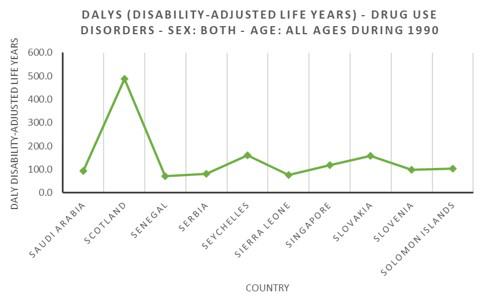 DALYS (DISABILITY-ADJUSTED LIFE YEARS) - DRUG USE
DISORDERS - SEX: BOTH - AGE: ALL AGES DURING 1990
DALY DISABILITY-ADJUSTED LIFE YEARS
600.0
500.0
400.0
300.0
200.0
100.0
0.0
SAUDI ARABIA
SCOTLAND
SENEGAL
SERBIA
SEYCHELLES
SIERRA LEONE
SINGAPORE
SLOVAKIA
SLOVENIA
SOLOMON ISLANDS
COUNTRY